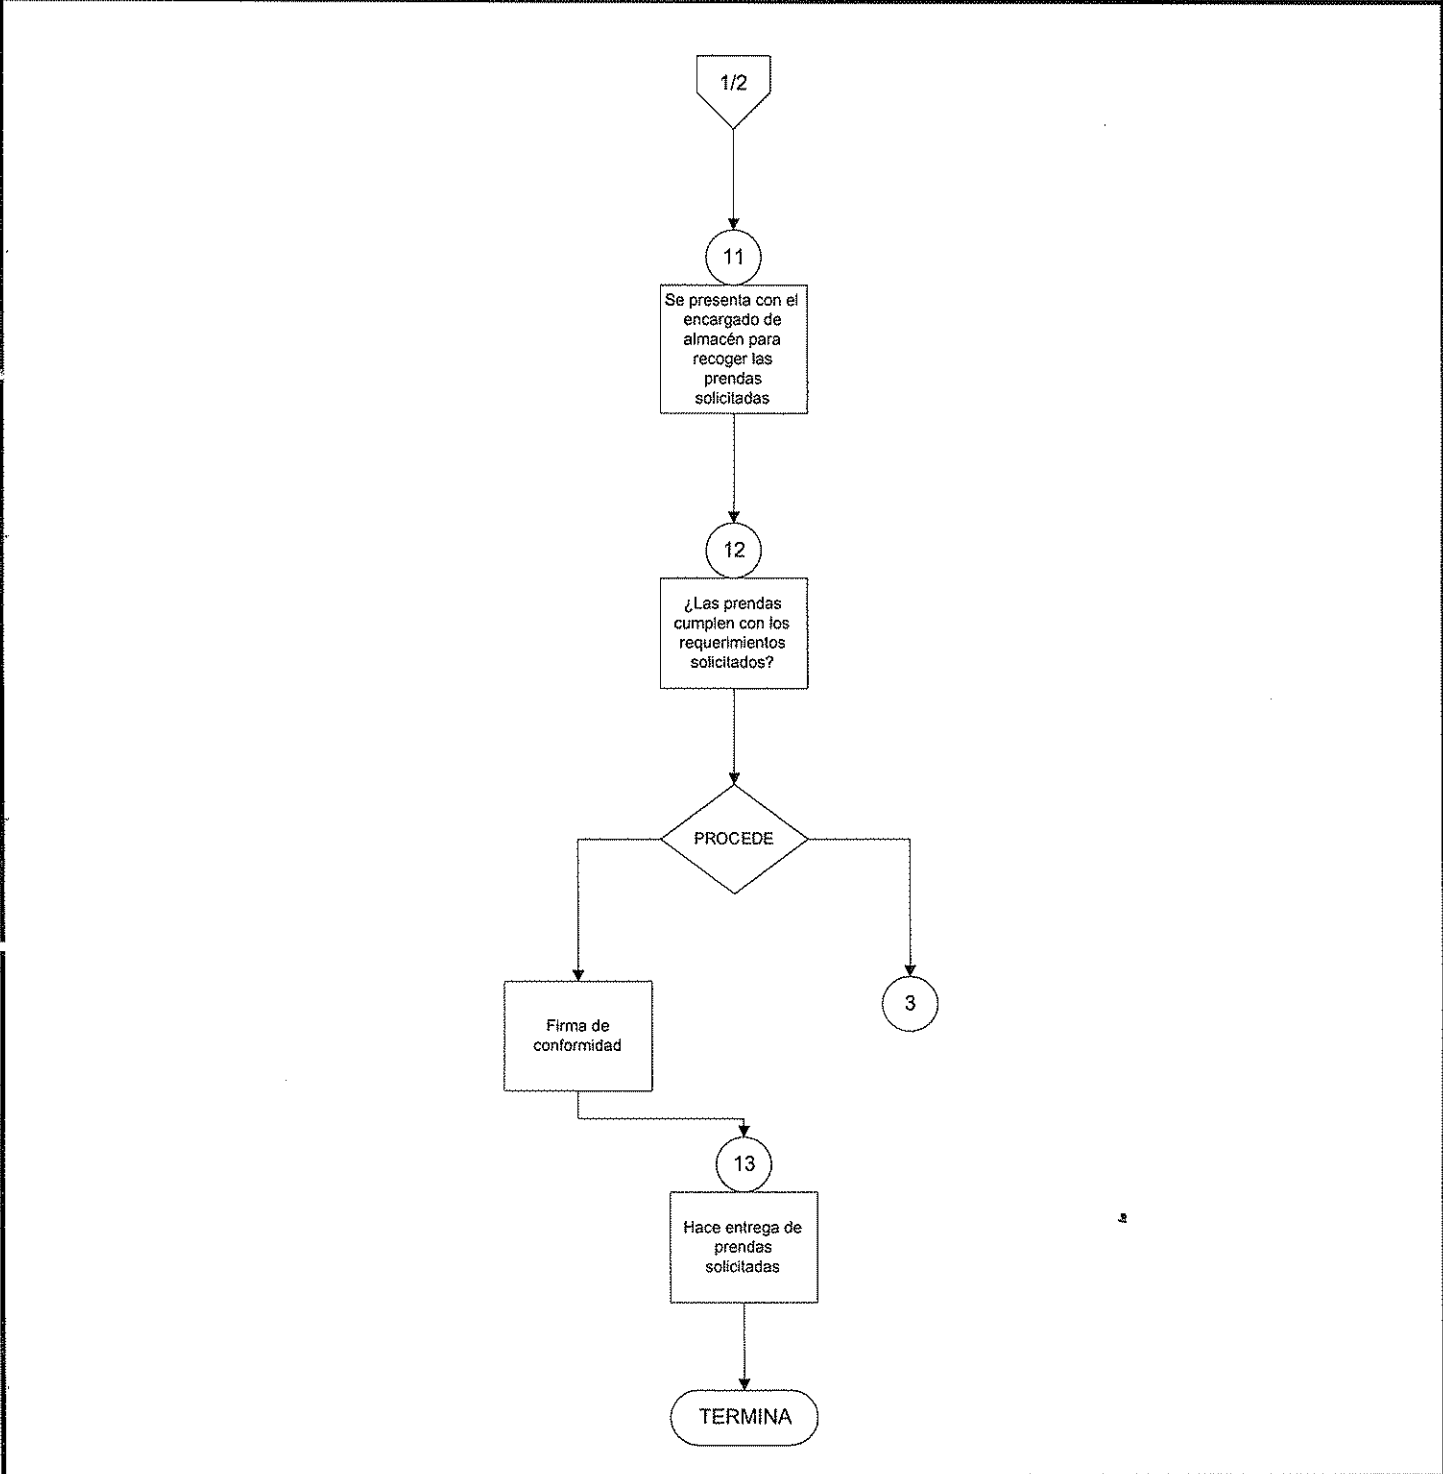 1/2
11
Se presenta con el
encargado de
almacén para
recoger las
prendas
solicitadas
12
¿Las prendas
cumplen con los
requerimientos
solicitados?
PROCEDE
Firma de
conformidad
3
13
Hace entrega de
prendas
solicitadas
TERMINA